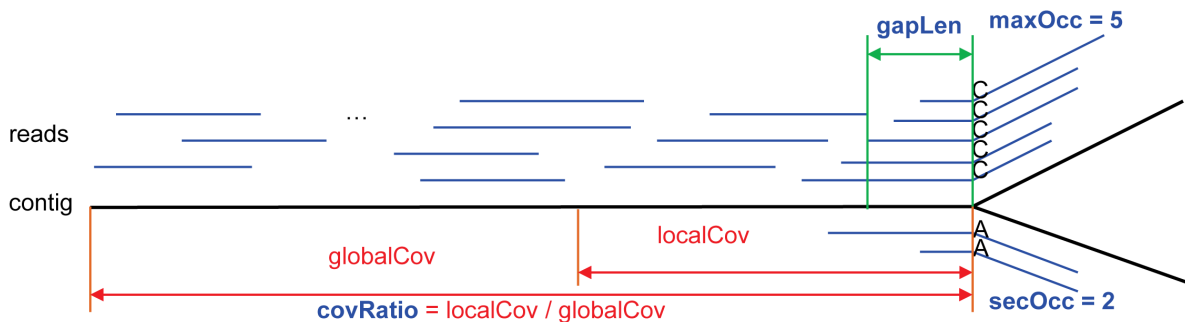 maxOcc = 5
gapLen
C
C
...
C
reads
C
C
contig
A
localCov
A
globalCov
secOcc = 2
covRatio = localCov / globalCov